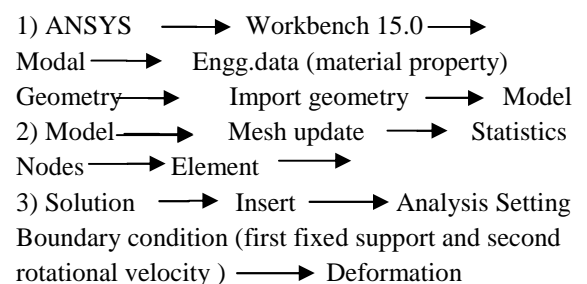 1) ANSYS ⟶ Workbench 15.0 ⟶
Modal ⟶ Engg.data (material property)
Geometry ⟶ Import geometry ⟶ Model
2) Model ⟶ Mesh update ⟶ Statistics
Nodes ⟶ Element ⟶
3) Solution ⟶ Insert ⟶ Analysis Setting
Boundary condition (first fixed support and second
rotational velocity ) ⟶ Deformation